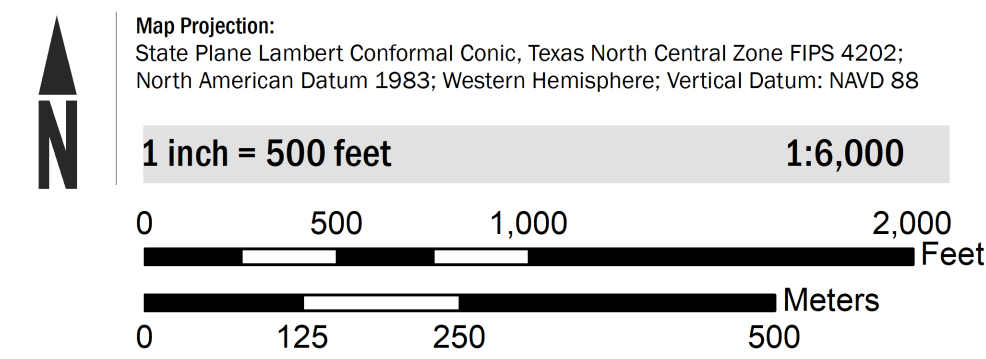 N
Map Projection:
State Plane Lambert Conformal Conic, Texas North Central Zone FIPS 4202;
North American Datum 1983; Western Hemisphere; Vertical Datum: NAVD 88
1 inch = 500 feet 1:6,000
0 500 1,000 2,000
Feet
Meters
0 125 250 500